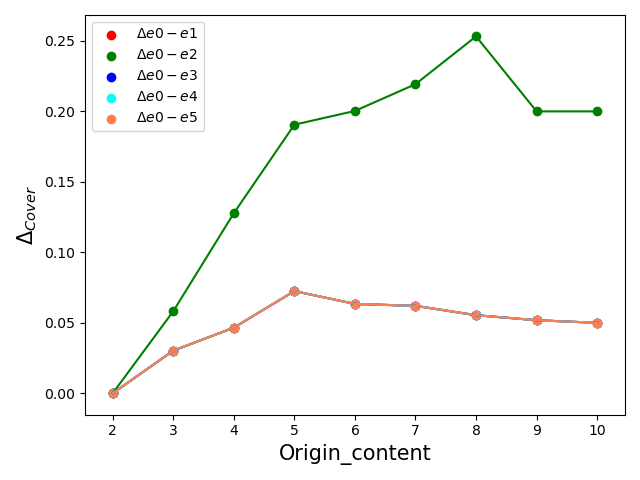 Δe0 − e1
Δe0 − e2
Δe0 − e3
Δe0 − e4
Δe0 − e5
0.25
0.20
0.15
0.10
0.05
0.00
Δ_Cover
2 3 4 5 6 7 8 9 10
Origin_content